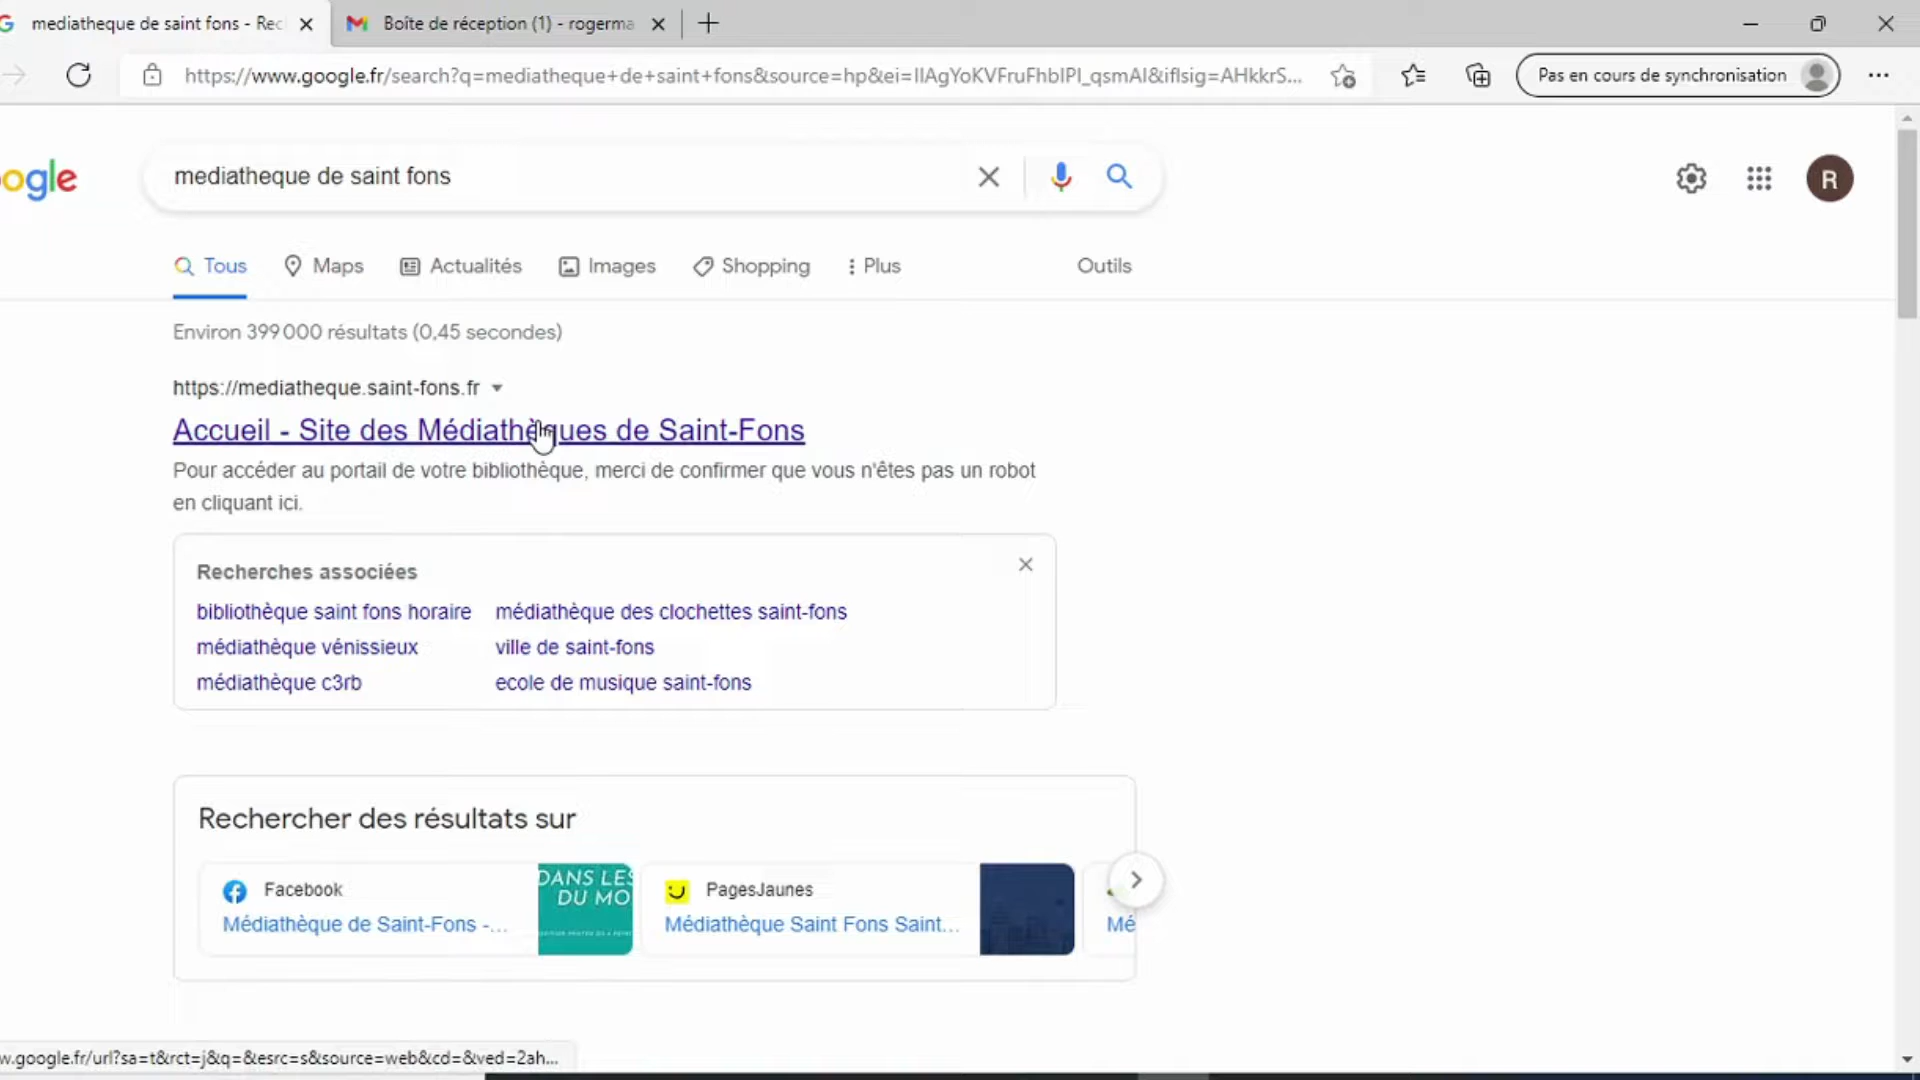 mediatheque de saint fons - Rec
Boîte de réception (1) - rogerma
https://www.google.fr/search?q=mediatheque+de+saint+fons&source=hp&ei=IIAgYoKVFruFhbIPI_qsmAI&iflsig=AHkkrS...
Pas en cours de synchronisation
ogle
mediatheque de saint fons
R
Tous
Maps
Actualités
Images
Shopping
Plus
Outils
Environ 399 000 résultats (0,45 secondes)
https://mediatheque.saint-fons.fr
Accueil - Site des Médiathèques de Saint-Fons
Pour accéder au portail de votre bibliothèque, merci de confirmer que vous n'êtes pas un robot
en cliquant ici.
Recherches associées
bibliothèque saint fons horaire
médiathèque des clochettes saint-fons
médiathèque vénissieux
ville de saint-fons
médiathèque c3rb
ecole de musique saint-fons
Rechercher des résultats sur
Facebook
Médiathèque de Saint-Fons -...
DANS LES
DU MO
PagesJaunes
Médiathèque Saint Fons Saint...
Mé
w.google.fr/url?sa=t&rct=j&q=&esrc=s&source=web&cd=&ved=2ah...